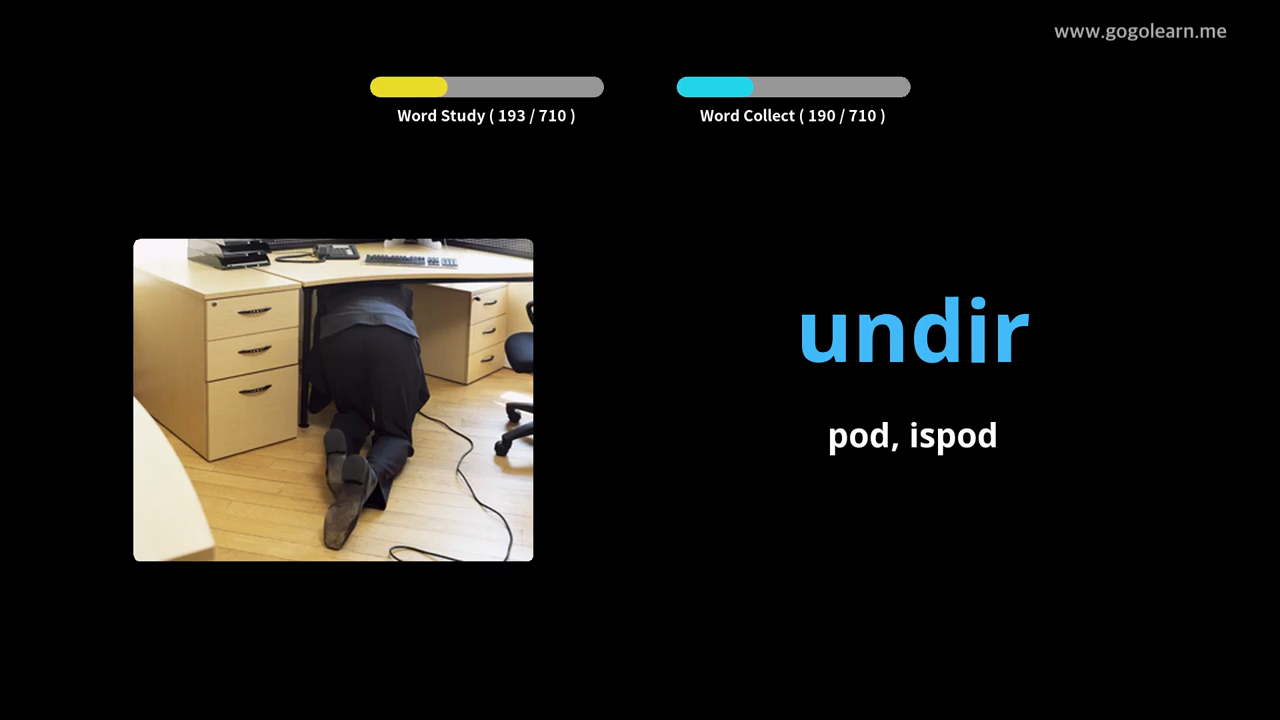 www.gogolearn.me
Word Study ( 193 / 710 )
Word Collect ( 190 / 710 )
undir
pod, ispod